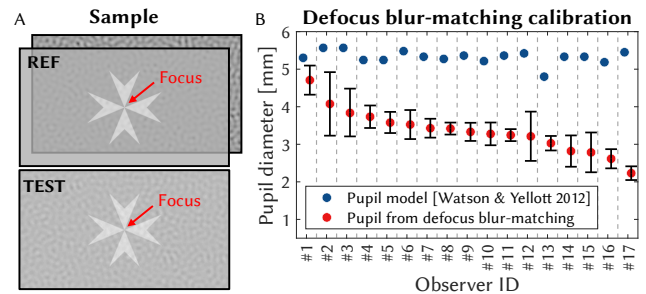 A
Sample
REF
Focus
TEST
Focus
B
Defocus blur-matching calibration
Pupil diameter [mm]
6
5
4
3
2
1
Pupil model [Watson & Yellott 2012]
Pupil from defocus blur-matching
#1
#2
#3
#4
#5
#6
#7
#8
#9
#10
#11
#12
#13
#14
#15
#16
#17
Observer ID